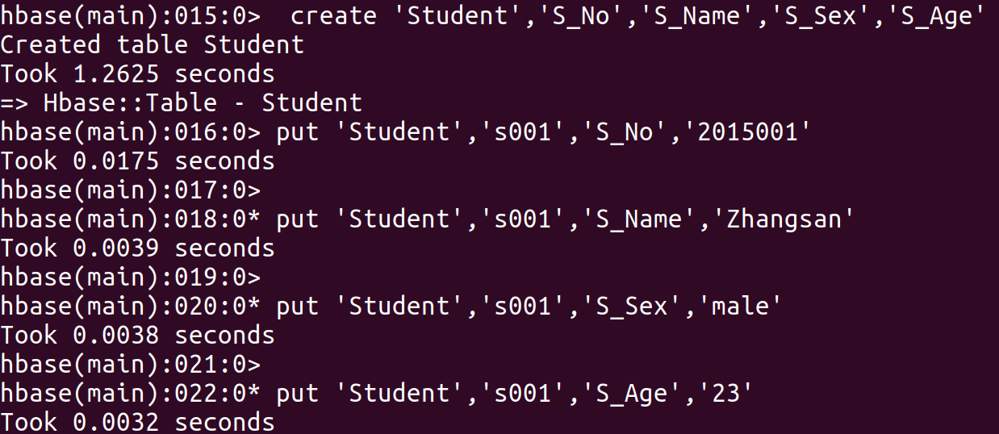 hbase(main):015:0>  create 'Student','S_No','S_Name','S_Sex','S_Age'
Created table Student
Took 1.2625 seconds
=> Hbase::Table - Student
hbase(main):016:0> put 'Student','s001','S_No','2015001'
Took 0.0175 seconds
hbase(main):017:0>
hbase(main):018:0* put 'Student','s001','S_Name','Zhangsan'
Took 0.0039 seconds
hbase(main):019:0>
hbase(main):020:0* put 'Student','s001','S_Sex','male'
Took 0.0038 seconds
hbase(main):021:0>
hbase(main):022:0* put 'Student','s001','S_Age','23'
Took 0.0032 seconds